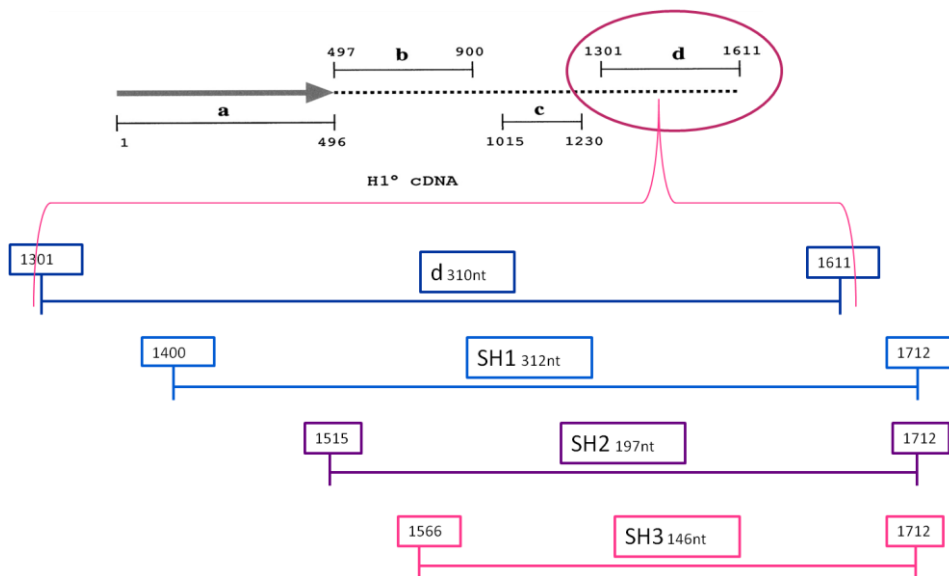 497 b 900
1301 d 1611
a
1 496
c
1015 1230
H1° cDNA
1301
d 310nt
1611
1400
SH1 312nt
1712
1515
SH2 197nt
1712
1566
SH3 146nt
1712